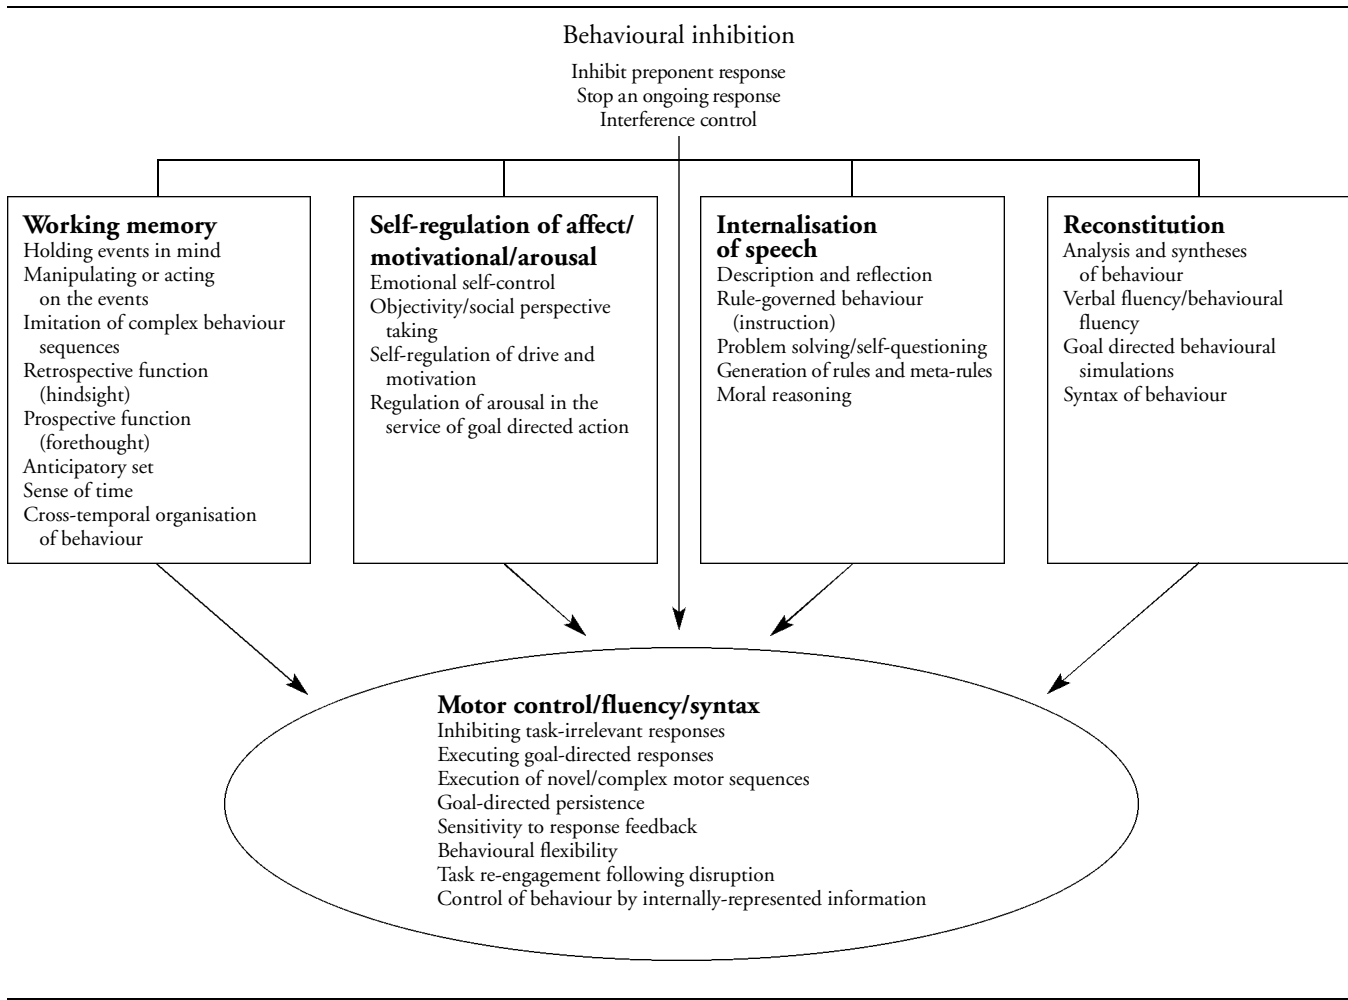 Behavioural inhibition
Inhibit preponent response
Stop an ongoing response
Interference control
Working memory
Holding events in mind
Manipulating or acting
on the events
Imitation of complex behaviour
sequences
Retrospective function
(hindsight)
Prospective function
(forethought)
Anticipatory set
Sense of time
Cross-temporal organisation
of behaviour
Self-regulation of affect/
motivational/arousal
Emotional self-control
Objectivity/social perspective
taking
Self-regulation of drive and
motivation
Regulation of arousal in the
service of goal directed action
Internalisation
of speech
Description and reflection
Rule-governed behaviour
(instruction)
Problem solving/self-questioning
Generation of rules and meta-rules
Moral reasoning
Reconstitution
Analysis and syntheses
of behaviour
Verbal fluency/behavioural
fluency
Goal directed behavioural
simulations
Syntax of behaviour
Motor control/fluency/syntax
Inhibiting task-irrelevant responses
Executing goal-directed responses
Execution of novel/complex motor sequences
Goal-directed persistence
Sensitivity to response feedback
Behavioural flexibility
Task re-engagement following disruption
Control of behaviour by internally-represented information